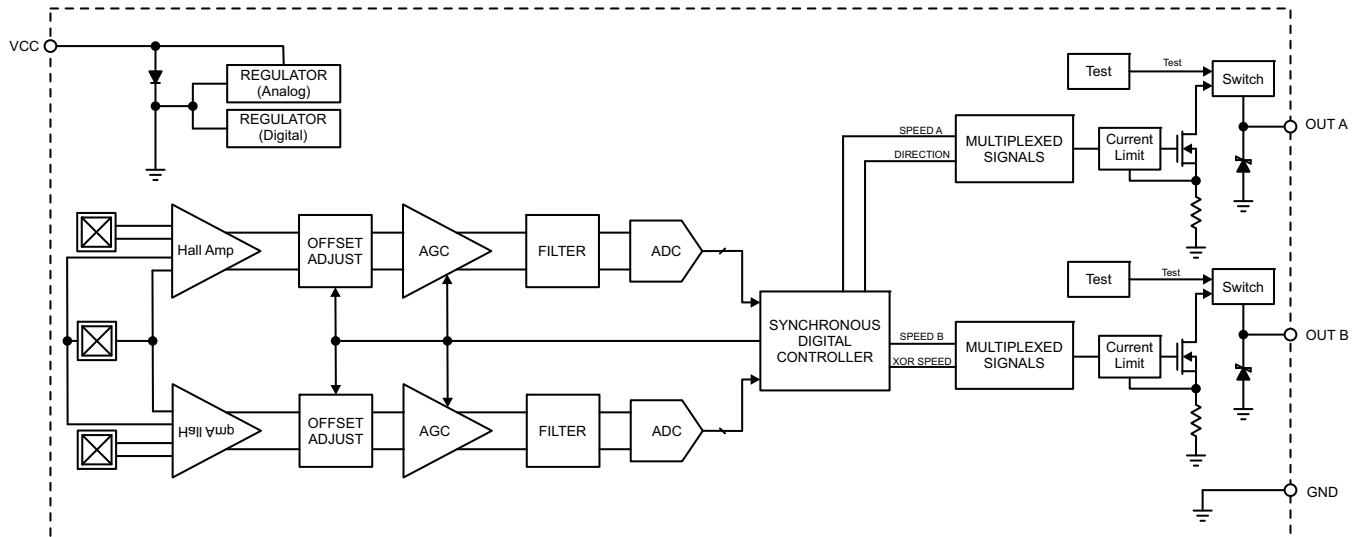 VCC
REGULATOR
(Analog)
REGULATOR
(Digital)
Test
Test
Switch
OUT A
SPEED A
DIRECTION
MULTIPLEXED
SIGNALS
Current
Limit
Hall Amp
OFFSET
ADJUST
AGC
FILTER
ADC
SYNCHRONOUS
DIGITAL
CONTROLLER
Test
Test
Switch
OUT B
SPEED B
XOR SPEED
MULTIPLEXED
SIGNALS
Current
Limit
Hall Amp
OFFSET
ADJUST
AGC
FILTER
ADC
GND